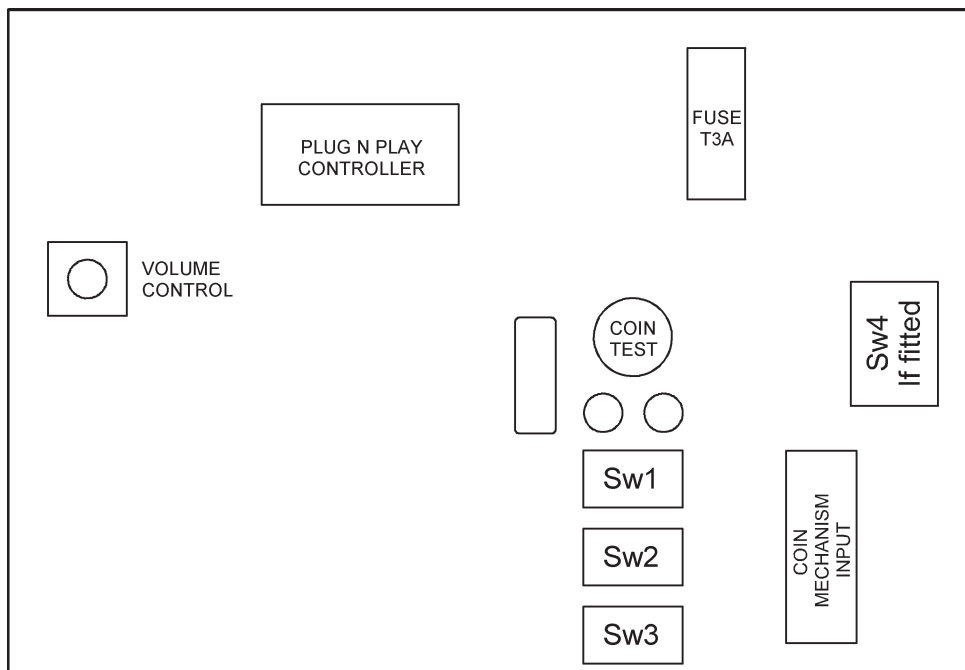 PLUG N PLAY
CONTROLLER
FUSE
T3A
VOLUME
CONTROL
COIN
TEST
Sw4
If fitted
Sw1
Sw2
Sw3
COIN
MECHANISM
INPUT